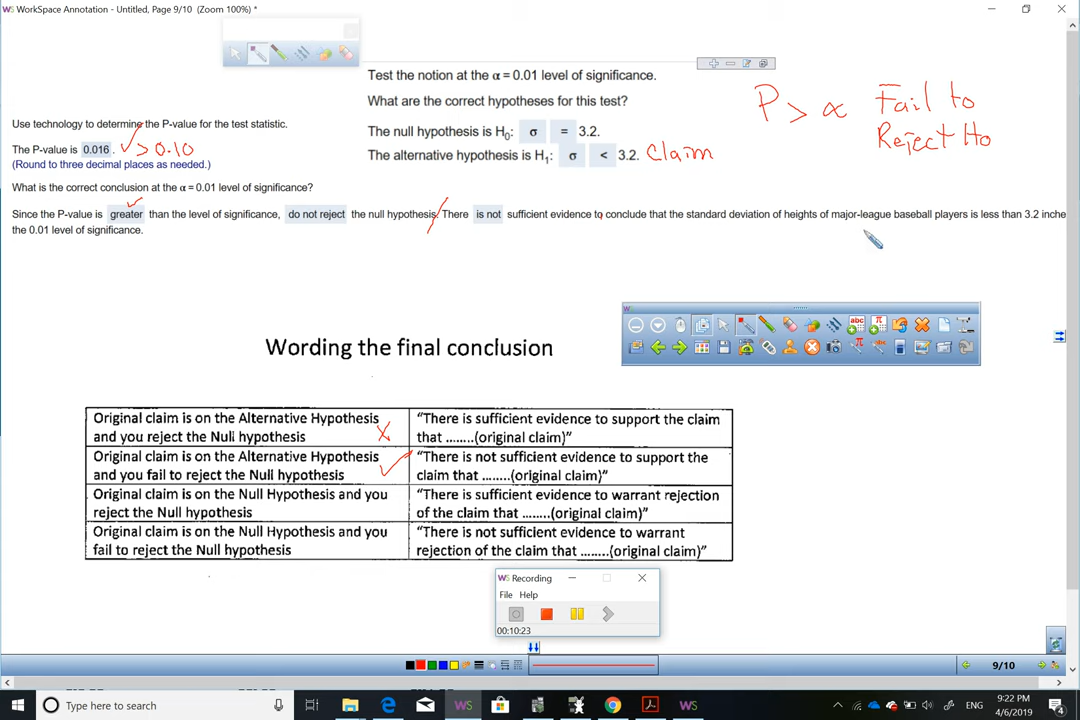 WorkSpace Annotation - Untitled, Page 9/10 (Zoom 100%) *
Test the notion at the α = 0.01 level of significance.
What are the correct hypotheses for this test?
The null hypothesis is H0: σ = 3.2.
The alternative hypothesis is H1: σ < 3.2. Claim
P > α Fail to
Reject Ho
Use technology to determine the P-value for the test statistic.
The P-value is 0.016. > 0.10
(Round to three decimal places as needed.)
What is the correct conclusion at the α = 0.01 level of significance?
Since the P-value is greater than the level of significance, do not reject the null hypothesis. There is not sufficient evidence to conclude that the standard deviation of heights of major-league baseball players is less than 3.2 inche
the 0.01 level of significance.
Wording the final conclusion
Original claim is on the Alternative Hypothesis
and you reject the Null hypothesis X
"There is sufficient evidence to support the claim
that ........(original claim)"
Original claim is on the Alternative Hypothesis
and you fail to reject the Null hypothesis
"There is not sufficient evidence to support the
claim that ........(original claim)"
Original claim is on the Null Hypothesis and you
reject the Null hypothesis
"There is sufficient evidence to warrant rejection
of the claim that ........(original claim)"
Original claim is on the Null Hypothesis and you
fail to reject the Null hypothesis
"There is not sufficient evidence to warrant
rejection of the claim that ........(original claim)"
WS Recording
File Help
00:10:23
9/10
Type here to search
WS
WS
ENG
9:22 PM
4/6/2019
4